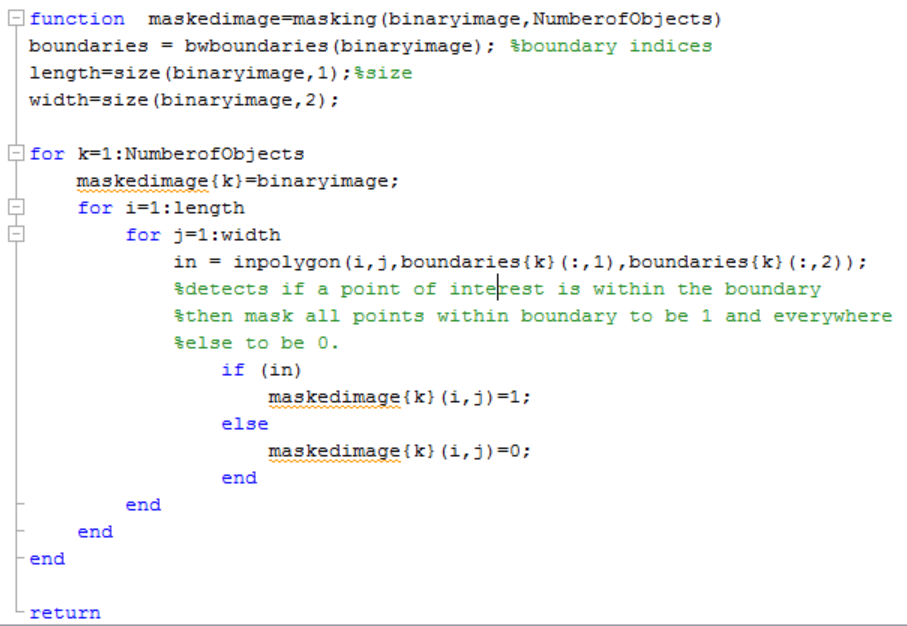 function  maskedimage=masking(binaryimage,NumberofObjects)
boundaries = bwboundaries(binaryimage); %boundary indices
length=size(binaryimage,1);%size
width=size(binaryimage,2);
for k=1:NumberofObjects
maskedimage{k}=binaryimage;
for i=1:length
for j=1:width
in = inpolygon(i,j,boundaries{k}(:,1),boundaries{k}(:,2));
%detects if a point of interest is within the boundary
%then mask all points within boundary to be 1 and everywhere
%else to be 0.
if (in)
maskedimage{k}(i,j)=1;
else
maskedimage{k}(i,j)=0;
end
end
end
end
return